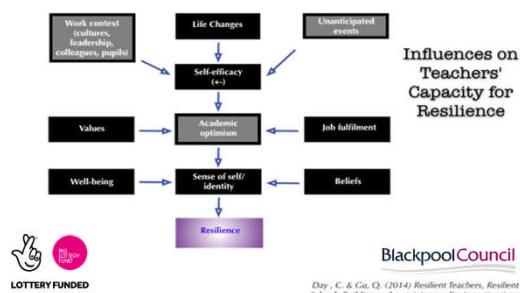 Work context
(cultures,
leadership,
colleagues, pupils)
Life Changes
Unanticipated
events
Influences on
Teachers'
Capacity for
Resilience
Self-efficacy
(+-)
Values
Academic
optimism
Job fulfilment
Well-being
Sense of self/
identity
Beliefs
Resilience
BIG
LOTTERY
FUND
LOTTERY FUNDED
BlackpoolCouncil
Day , C. & Gu, Q. (2014) Resilient Teachers, Resilient